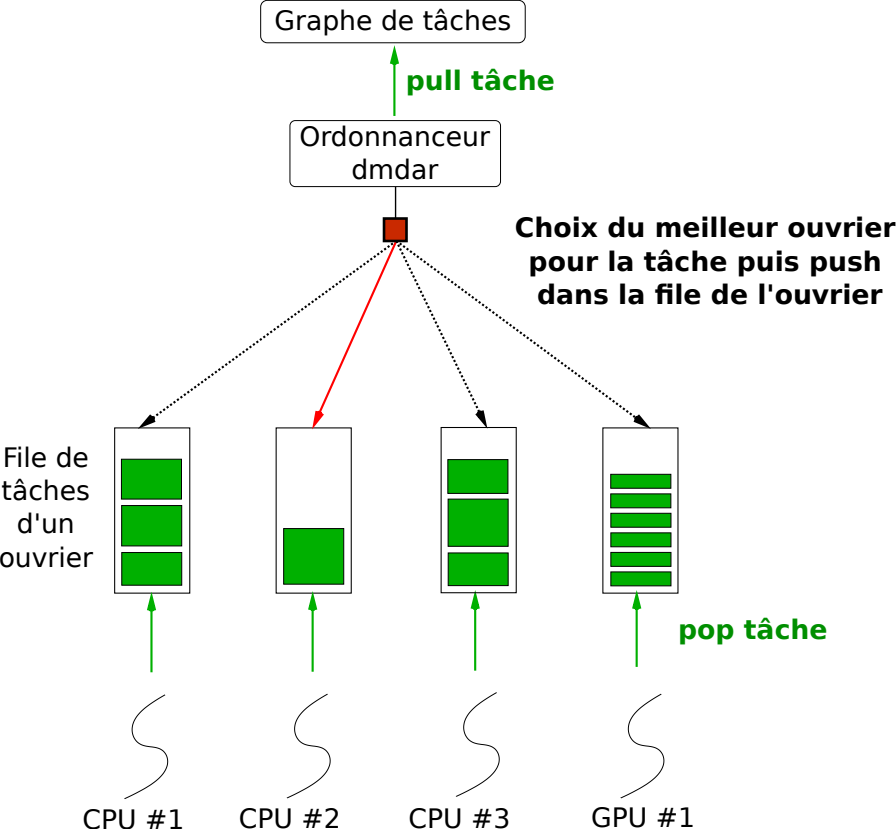 Graphe de tâches
pull tâche
Ordonnanceur
dmdar
Choix du meilleur ouvrier
pour la tâche puis push
dans la file de l'ouvrier
File de
tâches
d'un
ouvrier
pop tâche
CPU #1
CPU #2
CPU #3
GPU #1